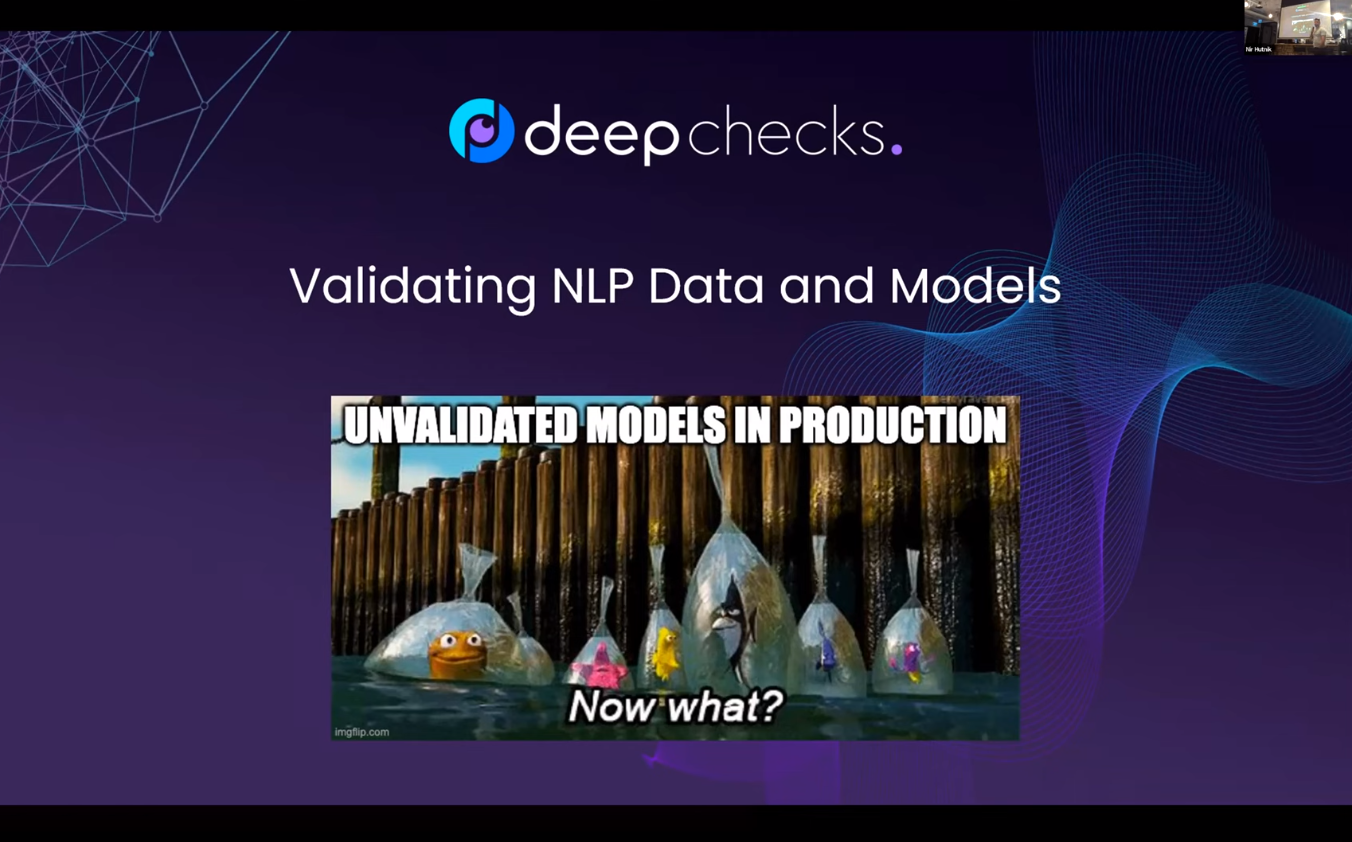 Nir Hutnik
deepchecks.
Validating NLP Data and Models
UNVALIDATED MODELS IN PRODUCTION
Now what?
imgflip.com